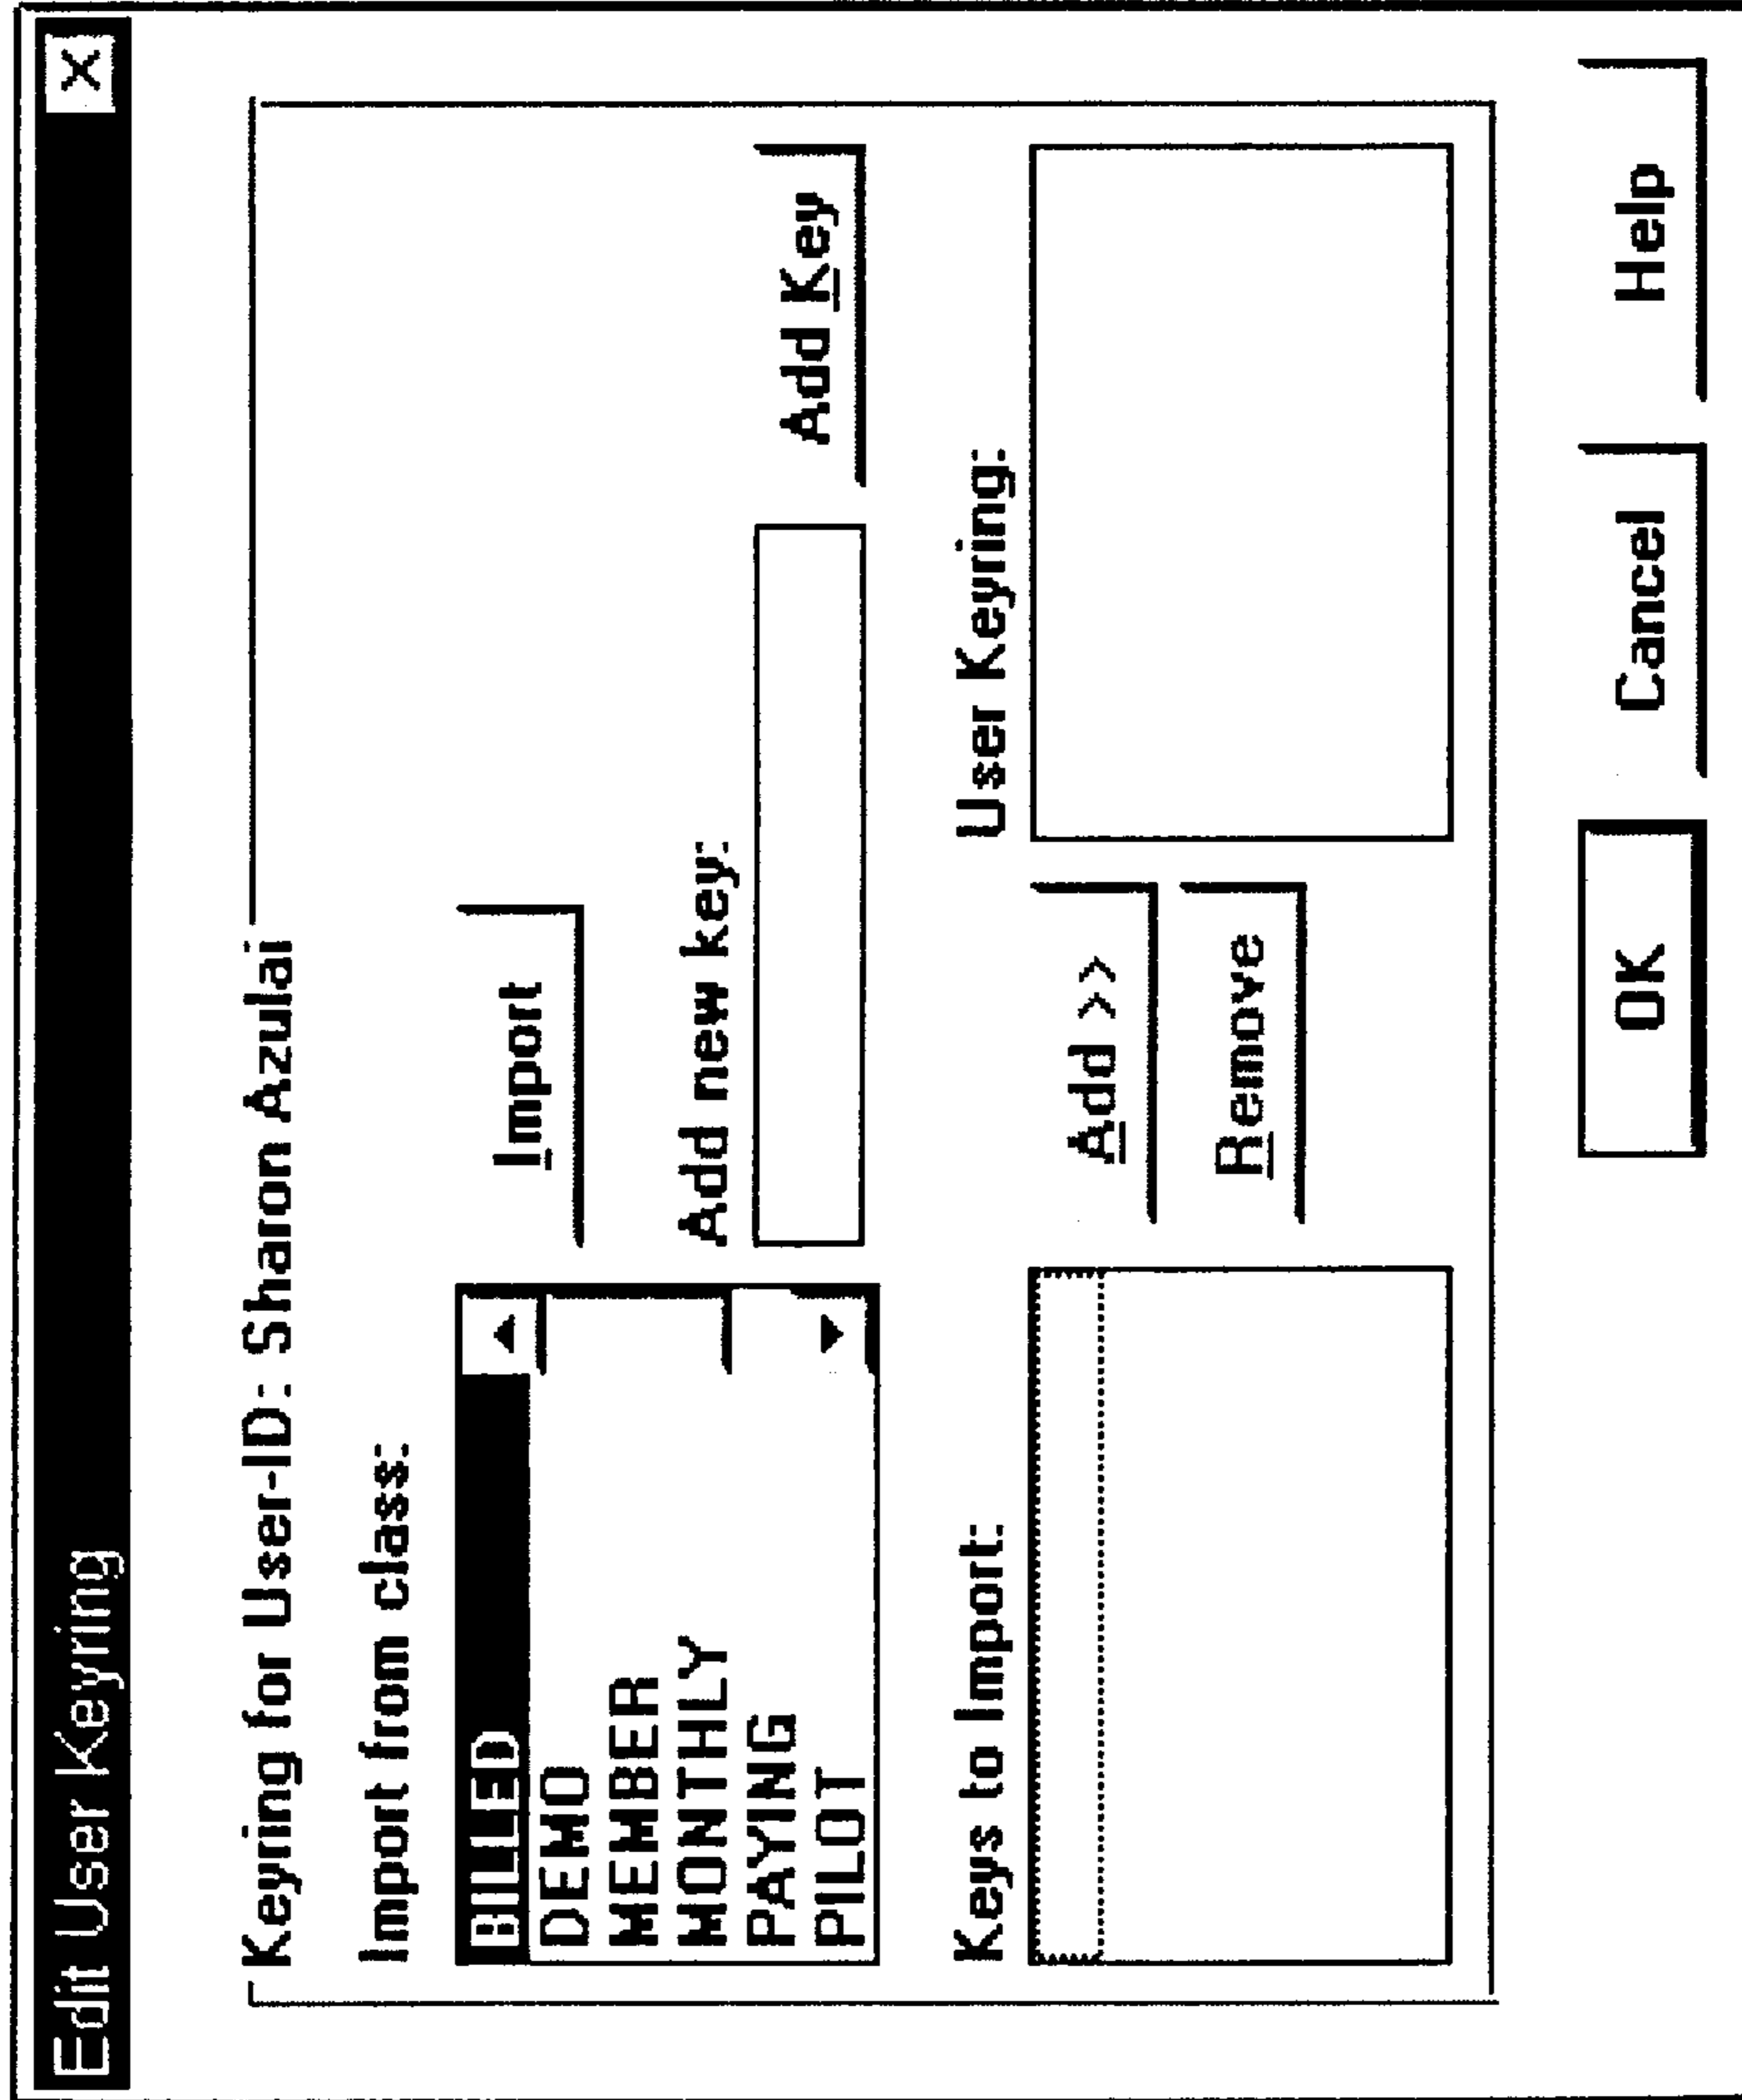 Edit User Keyring X
Keyring for User-ID: Sharon Azulai
Import from class:
BILLED
DEMO
MEMBER
MONTHLY
PAYING
PILOT
Import
Add new key:
Add Key
Keys to Import:
Add >>
Remove
User Keyring:
OK Cancel Help